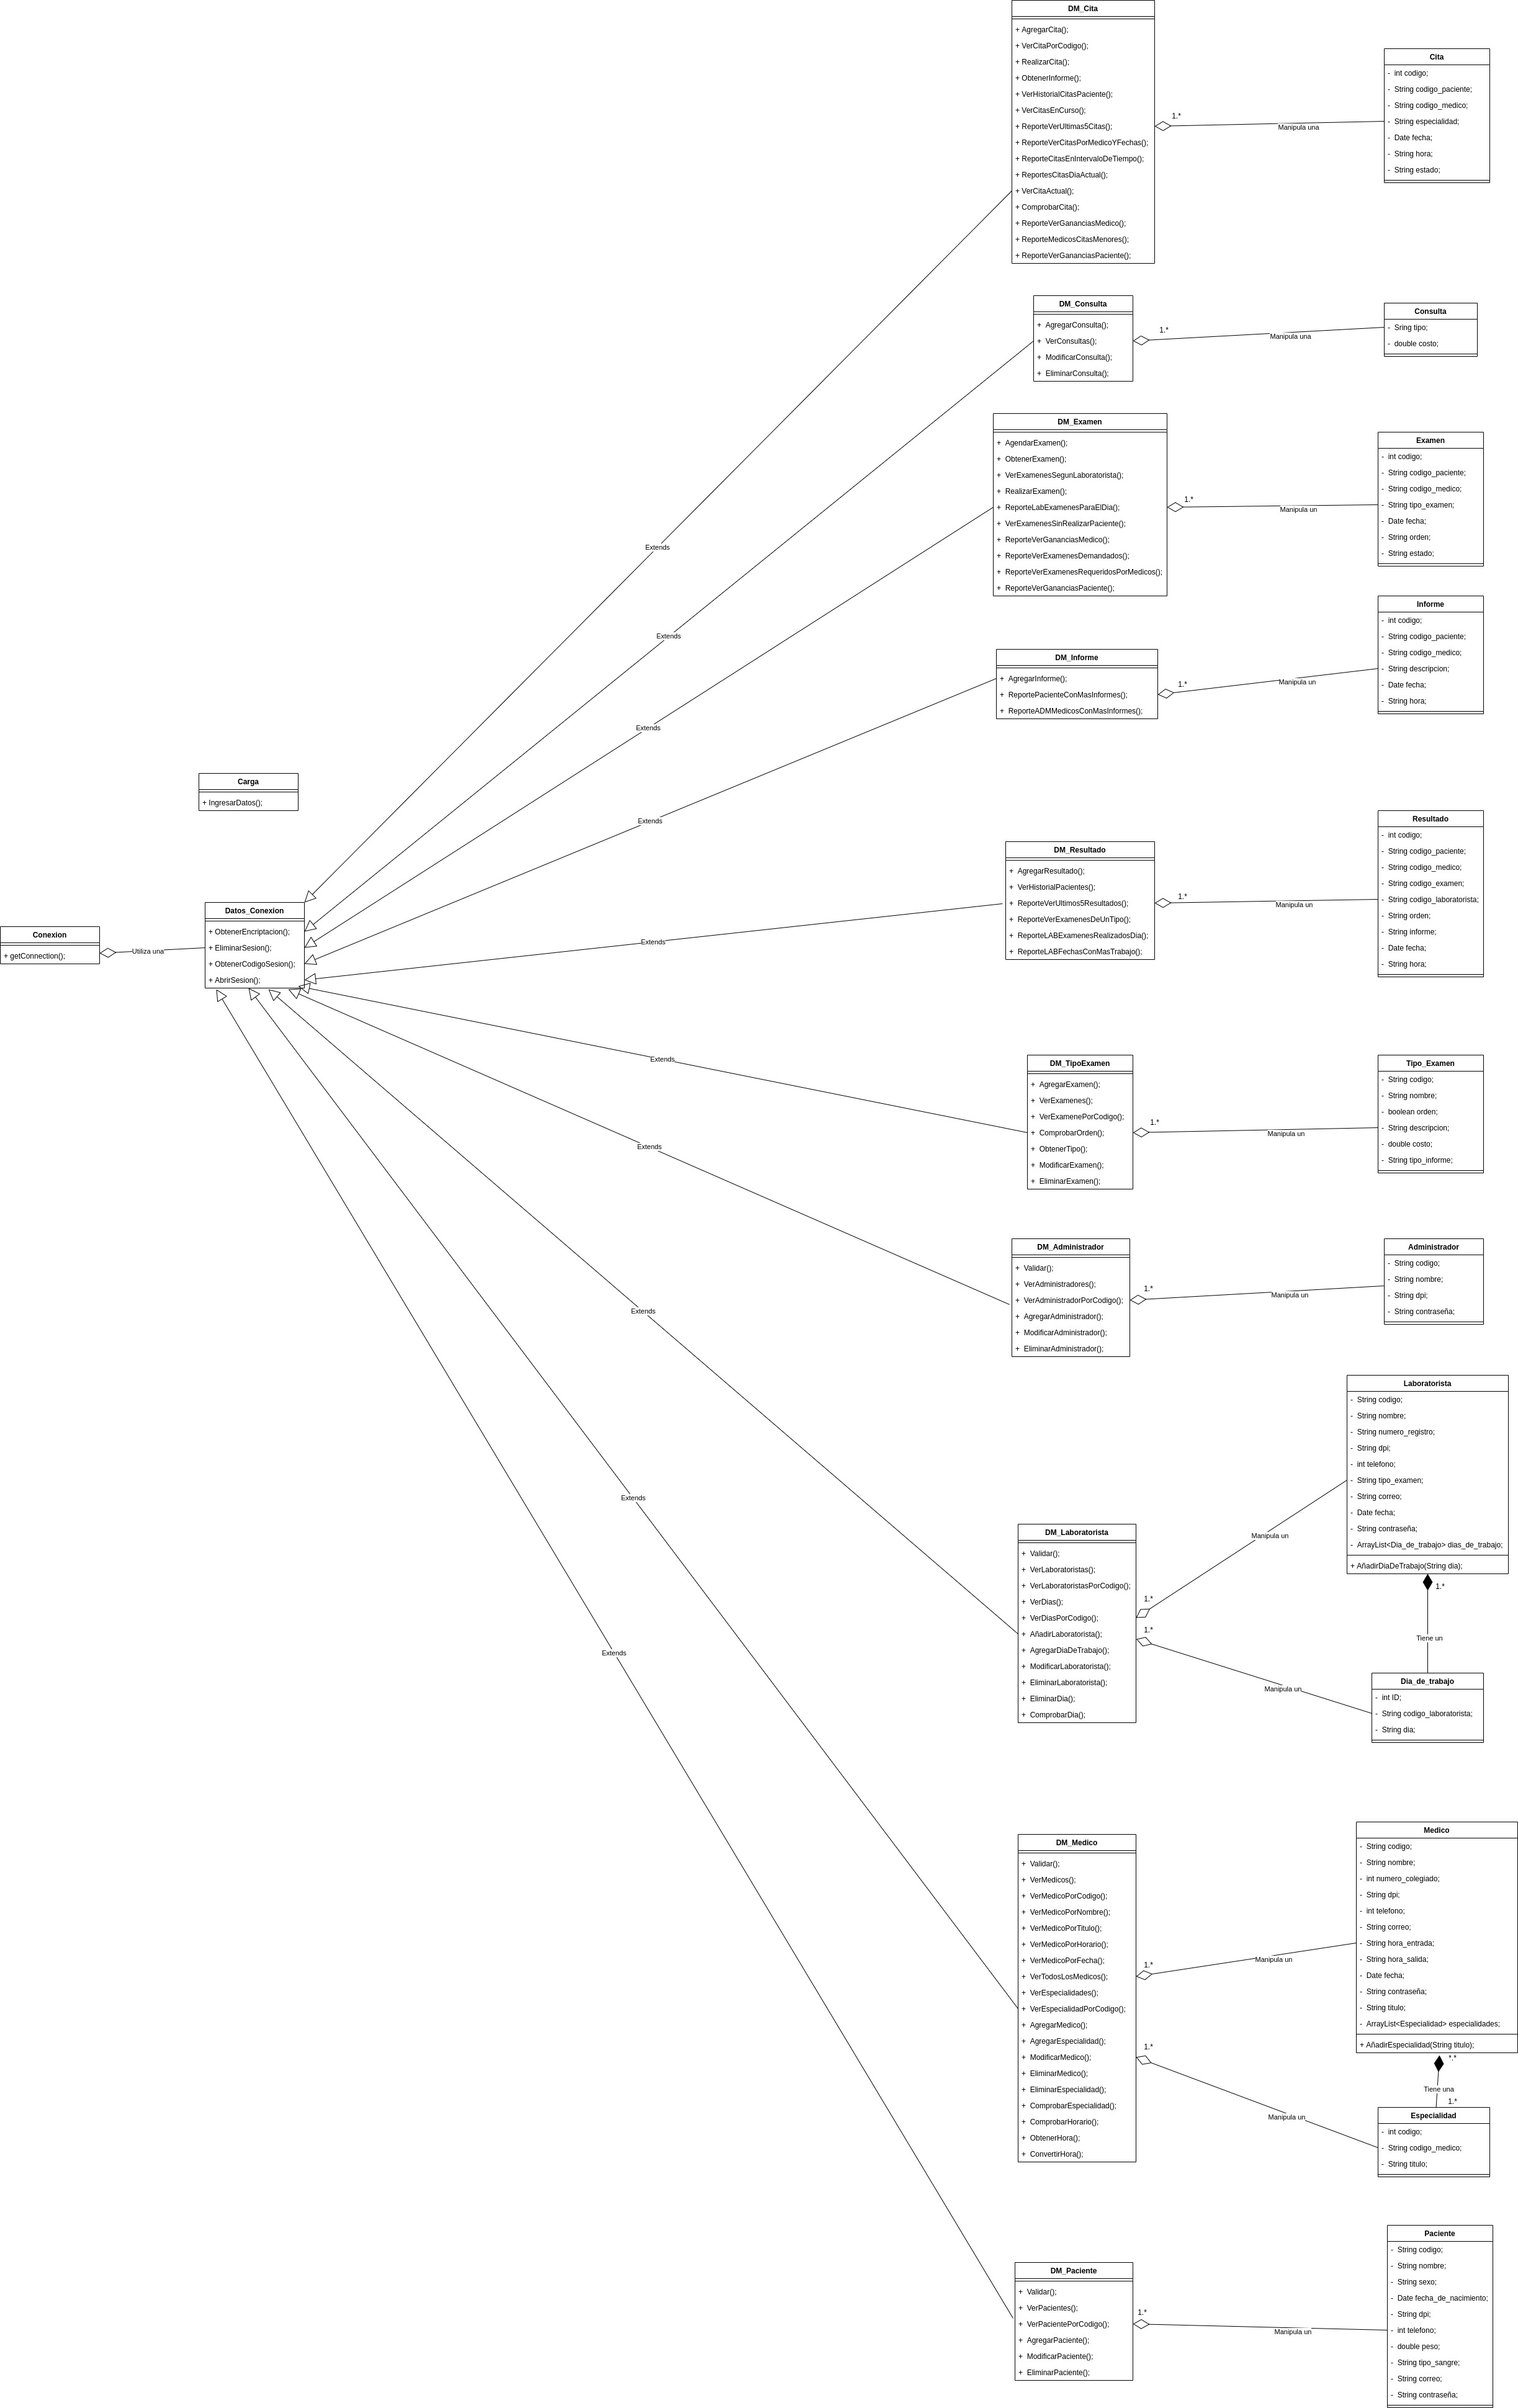 DM_Cita
+ AgregarCita();
+ VerCitaPorCodigo();
+ RealizarCita();
+ ObtenerInforme();
+ VerHistorialCitasPaciente();
+ VerCitasEnCurso();
+ ReporteVerUltimas5Citas();
+ ReporteVerCitasPorMedicoYFechas();
+ ReporteCitasEnIntervaloDeTiempo();
+ ReportesCitasDiaActual();
+ VerCitaActual();
+ ComprobarCita();
+ ReporteVerGananciasMedico();
+ ReporteMedicosCitasMenores();
+ ReporteVerGananciasPaciente();
1.*
Manipula una
Cita
- int codigo;
- String codigo_paciente;
- String codigo_medico;
- String especialidad;
- Date fecha;
- String hora;
- String estado;
Extends
DM_Consulta
+ AgregarConsulta();
+ VerConsultas();
+ ModificarConsulta();
+ EliminarConsulta();
1.*
Manipula una
Consulta
- Sring tipo;
- double costo;
Extends
DM_Examen
+ AgendarExamen();
+ ObtenerExamen();
+ VerExamenesSegunLaboratorista();
+ RealizarExamen();
+ ReporteLabExamenesParaElDia();
+ VerExamenesSinRealizarPaciente();
+ ReporteVerGananciasMedico();
+ ReporteVerExamenesDemandados();
+ ReporteVerExamenesRequeridosPorMedicos();
+ ReporteVerGananciasPaciente();
1.*
Manipula un
Examen
- int codigo;
- String codigo_paciente;
- String codigo_medico;
- String tipo_examen;
- Date fecha;
- String orden;
- String estado;
Extends
DM_Informe
+ AgregarInforme();
+ ReportePacienteConMasInformes();
+ ReporteADMMedicosConMasInformes();
1.*
Manipula un
Informe
- int codigo;
- String codigo_paciente;
- String codigo_medico;
- String descripcion;
- Date fecha;
- String hora;
Extends
Carga
+ IngresarDatos();
Conexion
+ getConnection();
Utiliza una
Datos_Conexion
+ ObtenerEncriptacion();
+ EliminarSesion();
+ ObtenerCodigoSesion();
+ AbrirSesion();
DM_Resultado
+ AgregarResultado();
+ VerHistorialPacientes();
+ ReporteVerUltimos5Resultados();
+ ReporteVerExamenesDeUnTipo();
+ ReporteLABExamenesRealizadosDia();
+ ReporteLABFechasConMasTrabajo();
1.*
Manipula un
Resultado
- int codigo;
- String codigo_paciente;
- String codigo_medico;
- String codigo_examen;
- String codigo_laboratorista;
- String orden;
- String informe;
- Date fecha;
- String hora;
Extends
DM_TipoExamen
+ AgregarExamen();
+ VerExamenes();
+ VerExamenePorCodigo();
+ ComprobarOrden();
+ ObtenerTipo();
+ ModificarExamen();
+ EliminarExamen();
1.*
Manipula un
Tipo_Examen
- String codigo;
- String nombre;
- boolean orden;
- String descripcion;
- double costo;
- String tipo_informe;
Extends
DM_Administrador
+ Validar();
+ VerAdministradores();
+ VerAdministradorPorCodigo();
+ AgregarAdministrador();
+ ModificarAdministrador();
+ EliminarAdministrador();
1.*
Manipula un
Administrador
- String codigo;
- String nombre;
- String dpi;
- String contraseña;
Extends
DM_Laboratorista
+ Validar();
+ VerLaboratoristas();
+ VerLaboratoristasPorCodigo();
+ VerDias();
+ VerDiasPorCodigo();
+ AñadirLaboratorista();
+ AgregarDiaDeTrabajo();
+ ModificarLaboratorista();
+ EliminarLaboratorista();
+ EliminarDia();
+ ComprobarDia();
1.*
Manipula un
1.*
Manipula un
Laboratorista
- String codigo;
- String nombre;
- String numero_registro;
- String dpi;
- int telefono;
- String tipo_examen;
- String correo;
- Date fecha;
- String contraseña;
- ArrayList<Dia_de_trabajo> dias_de_trabajo;
+ AñadirDiaDeTrabajo(String dia);
1.*
Tiene un
Dia_de_trabajo
- int ID;
- String codigo_laboratorista;
- String dia;
Extends
DM_Medico
+ Validar();
+ VerMedicos();
+ VerMedicoPorCodigo();
+ VerMedicoPorNombre();
+ VerMedicoPorTitulo();
+ VerMedicoPorHorario();
+ VerMedicoPorFecha();
+ VerTodosLosMedicos();
+ VerEspecialidades();
+ VerEspecialidadPorCodigo();
+ AgregarMedico();
+ AgregarEspecialidad();
+ ModificarMedico();
+ EliminarMedico();
+ EliminarEspecialidad();
+ ComprobarEspecialidad();
+ ComprobarHorario();
+ ObtenerHora();
+ ConvertirHora();
1.*
Manipula un
1.*
Manipula un
Medico
- String codigo;
- String nombre;
- int numero_colegiado;
- String dpi;
- int telefono;
- String correo;
- String hora_entrada;
- String hora_salida;
- Date fecha;
- String contraseña;
- String titulo;
- ArrayList<Especialidad> especialidades;
+ AñadirEspecialidad(String titulo);
*.*
Tiene una
1.*
Especialidad
- int codigo;
- String codigo_medico;
- String titulo;
Extends
DM_Paciente
+ Validar();
+ VerPacientes();
+ VerPacientePorCodigo();
+ AgregarPaciente();
+ ModificarPaciente();
+ EliminarPaciente();
1.*
Manipula un
Paciente
- String codigo;
- String nombre;
- String sexo;
- Date fecha_de_nacimiento;
- String dpi;
- int telefono;
- double peso;
- String tipo_sangre;
- String correo;
- String contraseña;
Extends